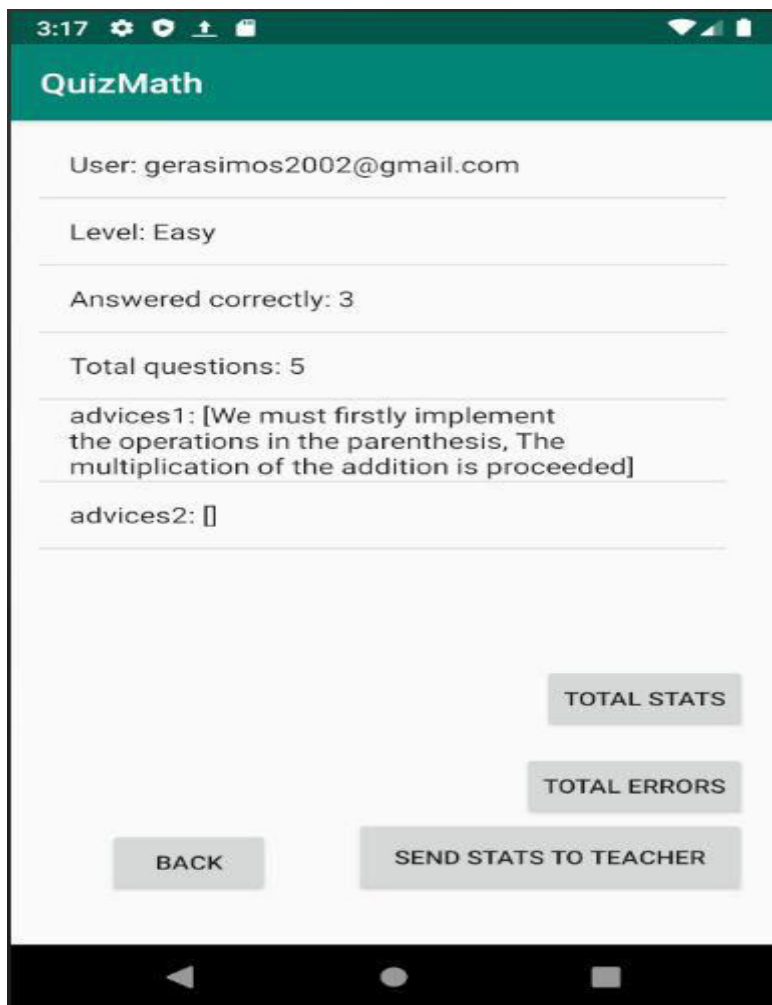 3:17
QuizMath
User: gerasimos2002@gmail.com
Level: Easy
Answered correctly: 3
Total questions: 5
advices1: [We must firstly implement
the operations in the parenthesis, The
multiplication of the addition is proceeded]
advices2: []
TOTAL STATS
TOTAL ERRORS
BACK
SEND STATS TO TEACHER